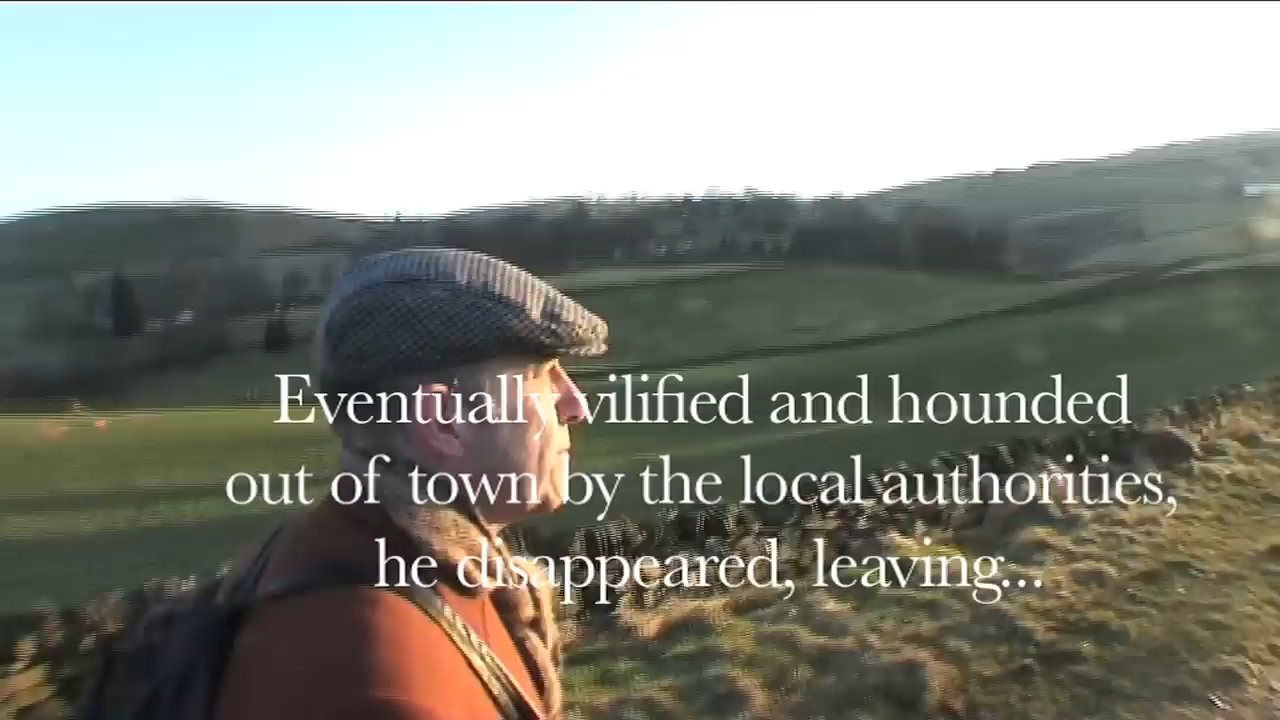 Eventually vilified and hounded
out of town by the local authorities,
he disappeared, leaving...